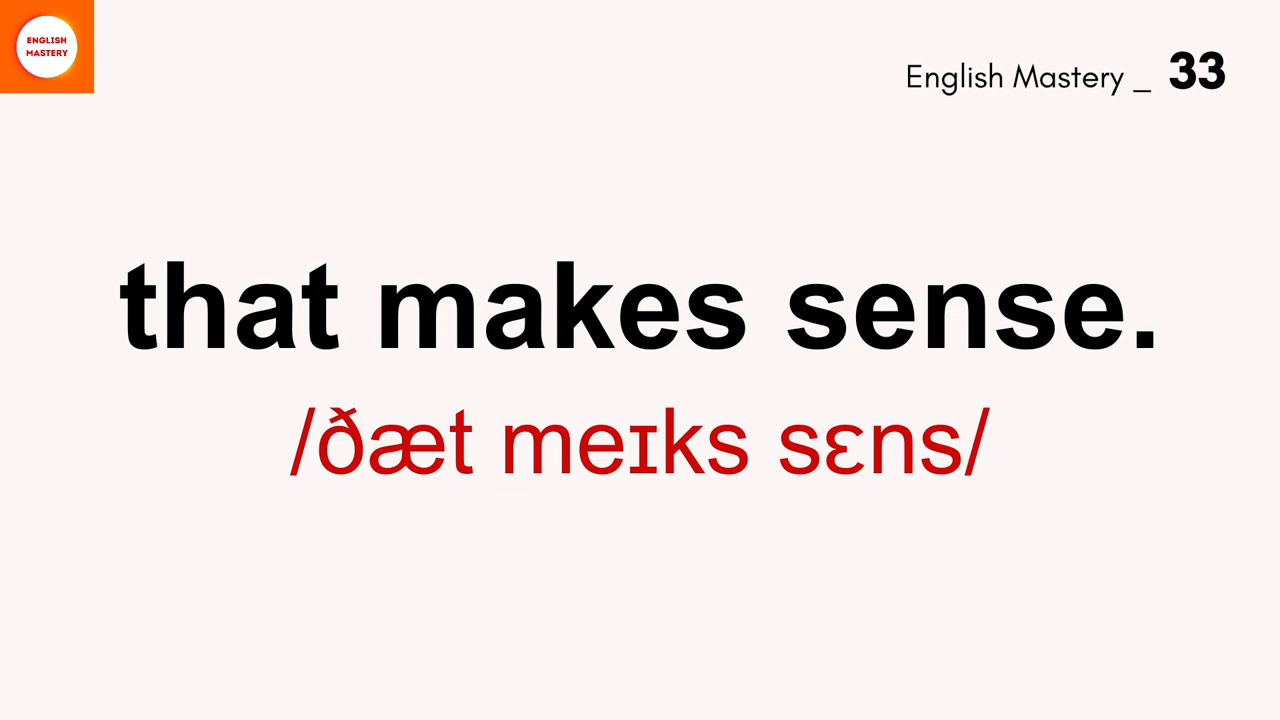 ENGLISH
MASTERY
English Mastery _ 33
that makes sense.
/ðæt meɪks sɛns/